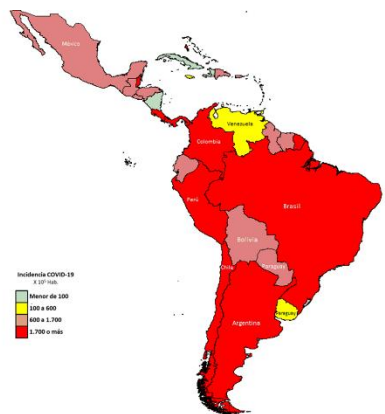 México
Venezuela
Colombia
Perú
Brasil
Bolivia
Paraguay
Chile
Paraguay
Argentina
Incidencia COVID-19
X 10⁵ Hab.
Menor de 100
100 a 600
600 a 1.700
1.700 o más